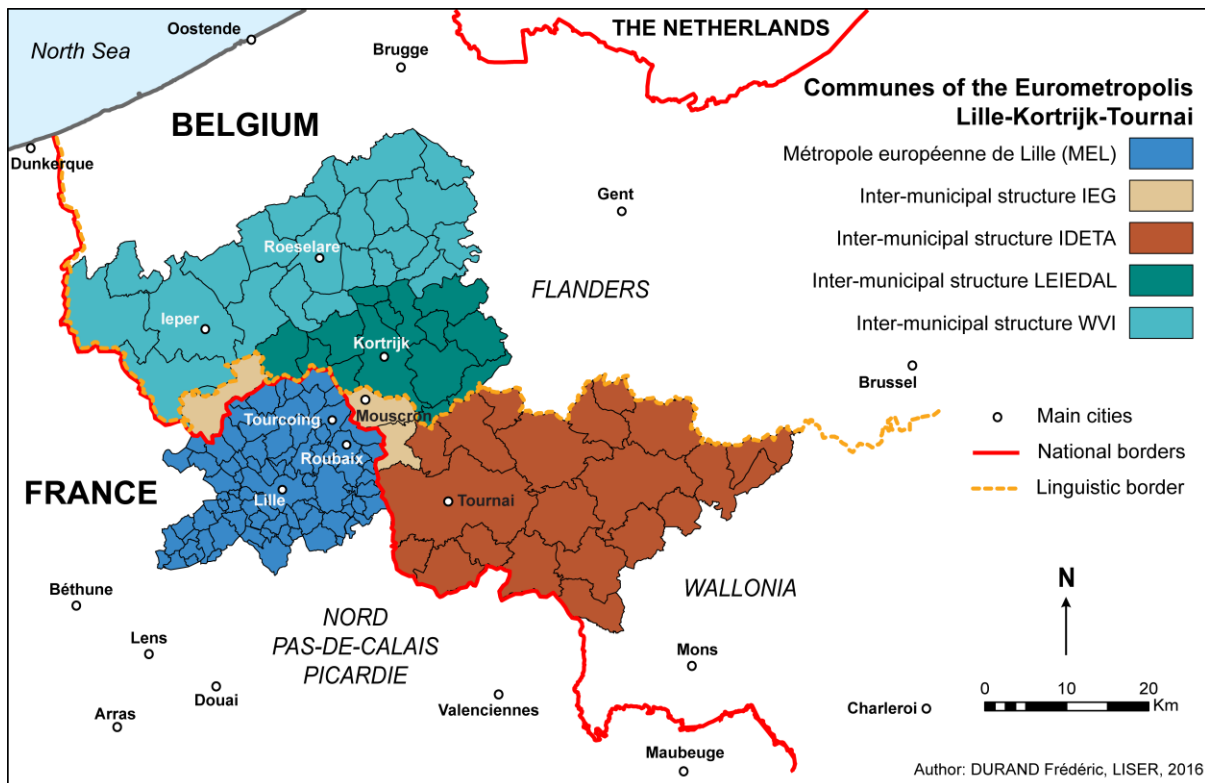 Oostende
THE NETHERLANDS
North Sea
Brugge
Communes of the Eurometropolis
Lille-Kortrijk-Tournai
BELGIUM
Dunkerque
Métropole européenne de Lille (MEL)
Gent
Inter-municipal structure IEG
Roeselare
Inter-municipal structure IDETA
FLANDERS
Inter-municipal structure LEIEDAL
Ieper
Inter-municipal structure WVI
Kortrijk
Brussel
Mouscron
Tourcoing
Main cities
Roubaix
National borders
FRANCE
Lille
Tournai
Linguistic border
Béthune
WALLONIA
N
NORD
PAS-DE-CALAIS
PICARDIE
Lens
Mons
Douai
Valenciennes
Arras
Charleroi
0 10 20
Km
Maubeuge
Author: DURAND Frédéric, LISER, 2016